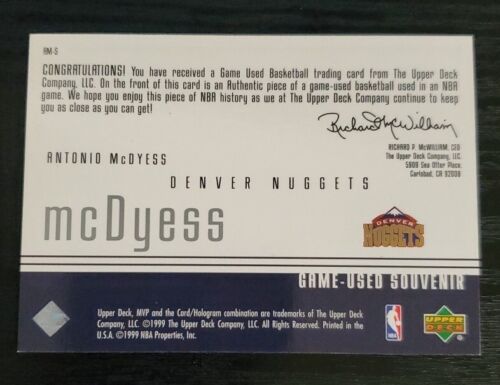 AM-S
CONGRATULATIONS! You have received a Game Used Basketball trading card from The Upper Deck
Company, LLC. On the front of this card is an Authentic piece of a game-used basketball used in an NBA
game. We hope you enjoy this piece of NBA history as we at The Upper Deck Company continue to keep
you as close as you can get!
Richard McWilliam
RICHARD P. McWILLIAM, CEO
The Upper Deck Company, LLC.
5909 Sea Otter Place.
Carlsbad, CA 92008
ANTONIO McDYESS
DENVER NUGGETS
mcDyess
DENVER
NUGGETS
GAME-USED SOUVENIR
Upper Deck, MVP and the Card/Hologram combination are trademarks of The Upper Deck
Company, LLC. ©1999 The Upper Deck Company, LLC. All Rights Reserved. Printed in the
U.S.A. ©1999 NBA Properties, Inc.
NBA
UPPER
DECK